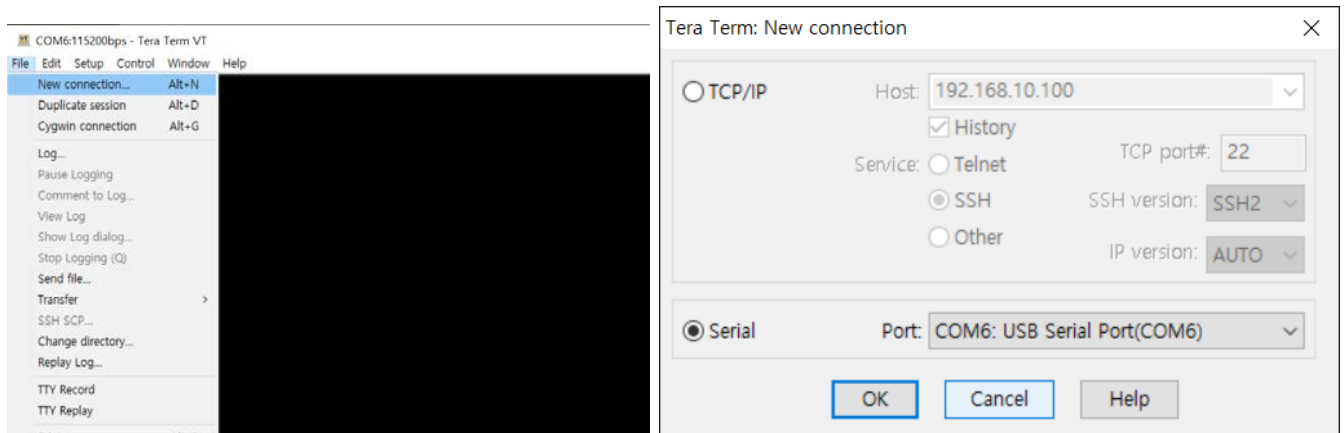 COM6:115200bps - Tera Term VT
File Edit Setup Control Window Help
New connection... Alt+N
Duplicate session Alt+D
Cygwin connection Alt+G
Log...
Pause Logging
Comment to Log...
View Log
Show Log dialog...
Stop Logging (Q)
Send file...
Transfer >
SSH SCP...
Change directory...
Replay Log...
TTY Record
TTY Replay
Tera Term: New connection
TCP/IP
Host: 192.168.10.100
History
Service: Telnet
TCP port#: 22
SSH
SSH version: SSH2
Other
IP version: AUTO
Serial
Port: COM6: USB Serial Port(COM6)
OK Cancel Help